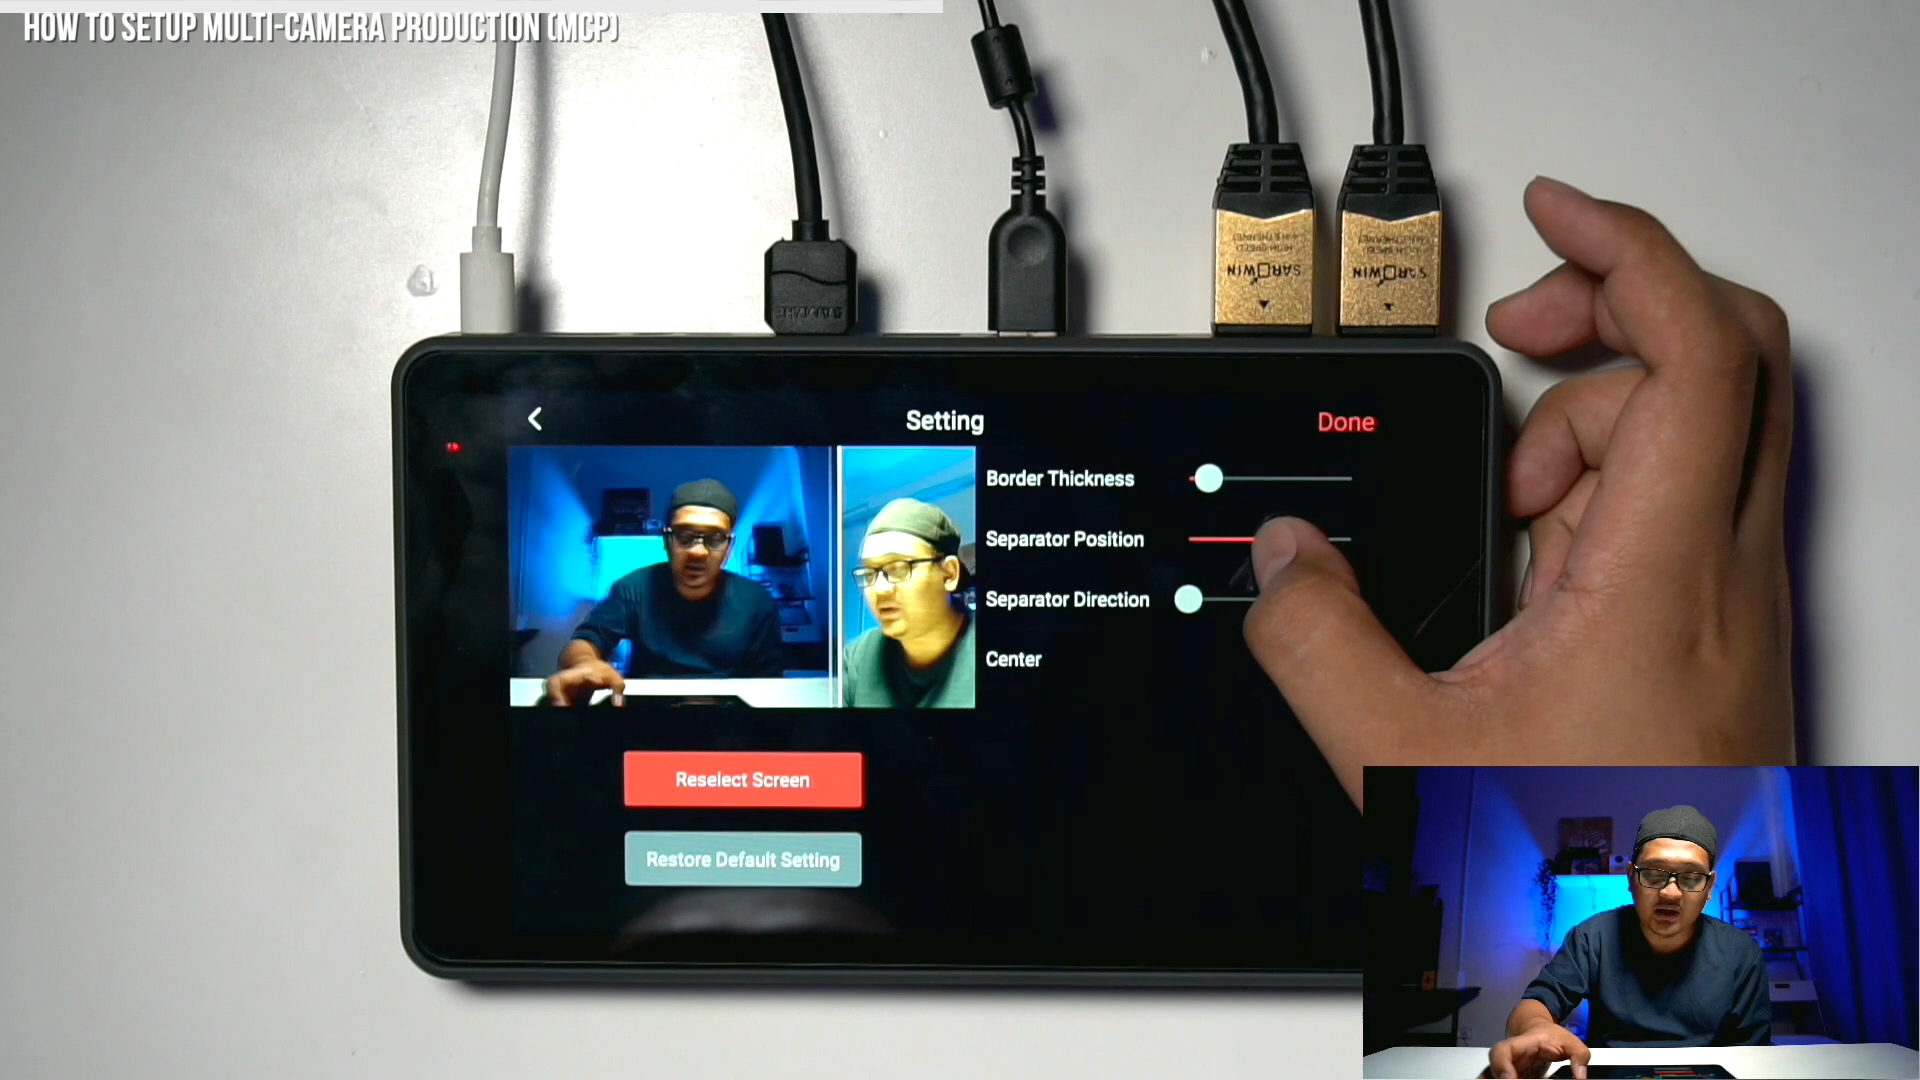 HOW TO SETUP MULTI-CAMERA PRODUCTION (MCP)
SAROWIN
SAROWIN
Setting
Done
Border Thickness
Separator Position
Separator Direction
Center
Reselect Screen
Restore Default Setting